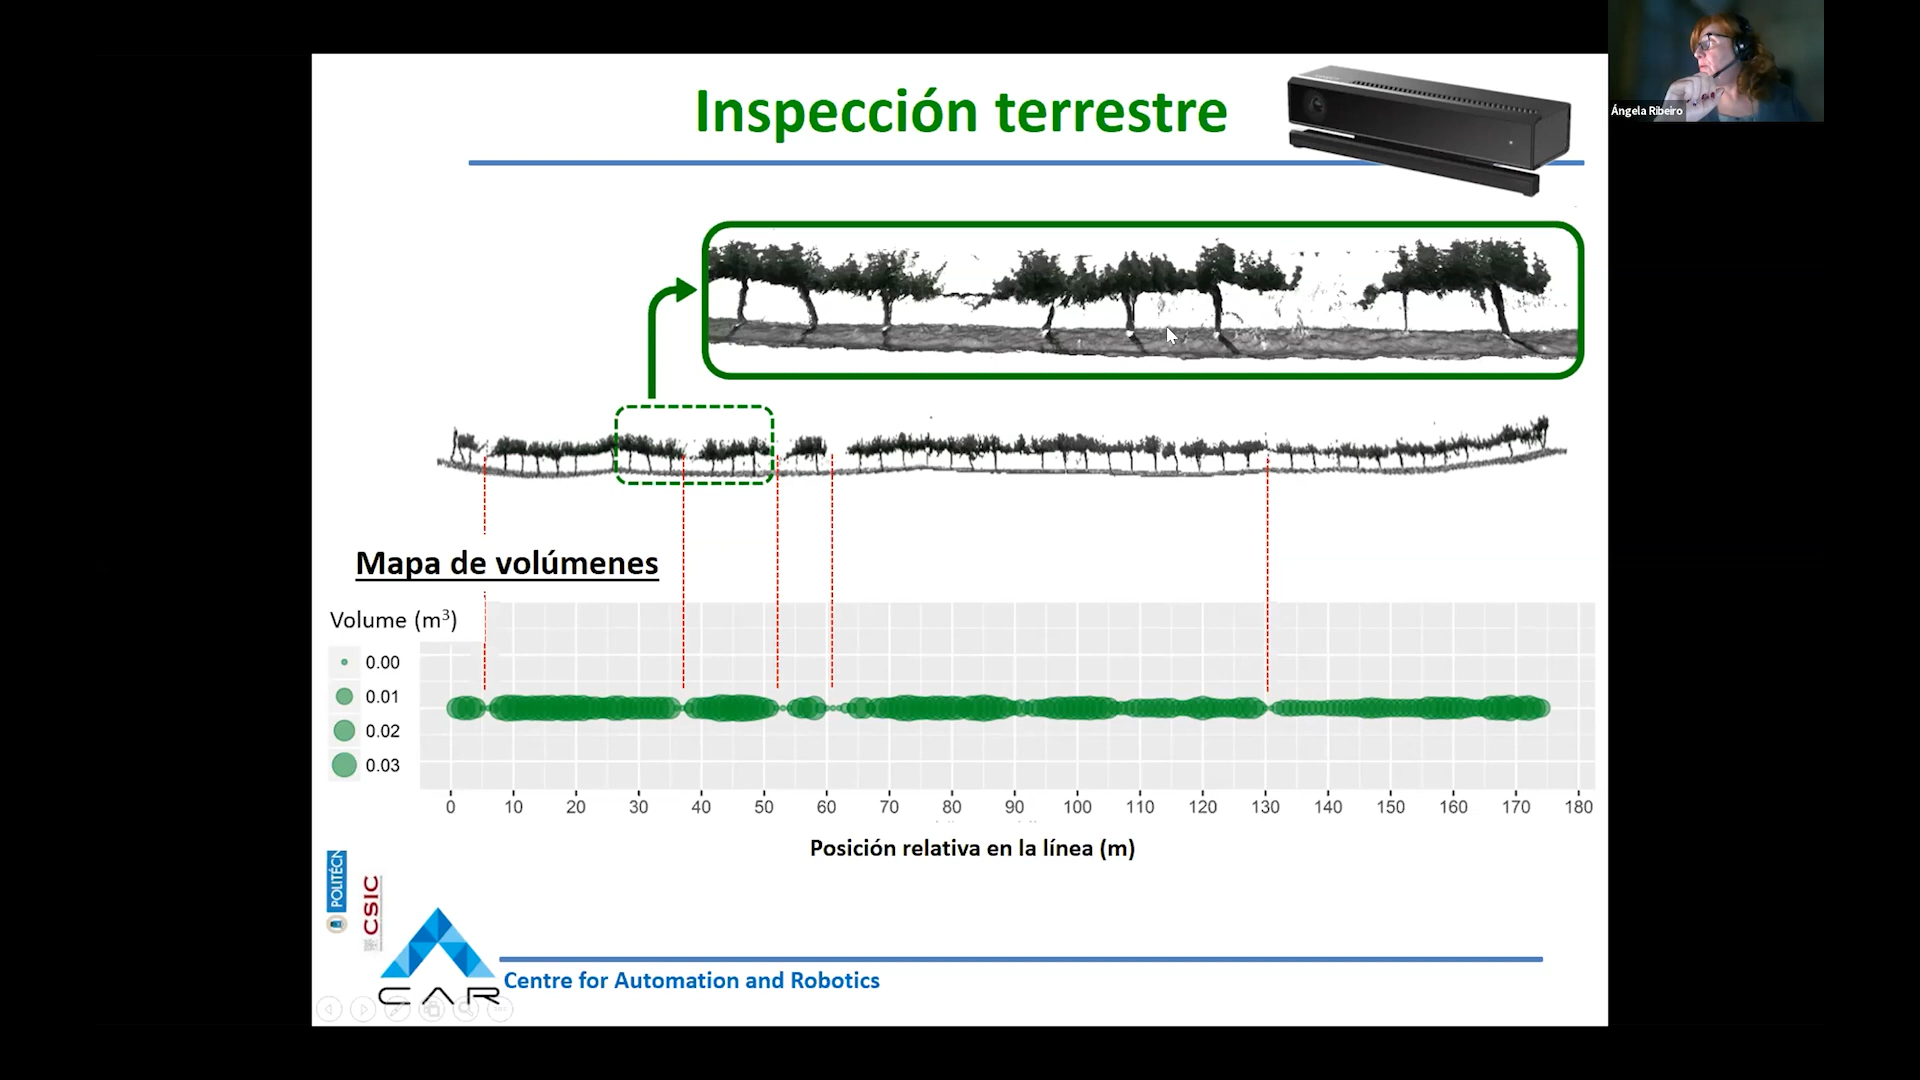 Inspección terrestre
Ángela Ribeiro
Mapa de volúmenes
Volume (m³)
0.00
0.01
0.02
0.03
0 10 20 30 40 50 60 70 80 90 100 110 120 130 140 150 160 170 180
Posición relativa en la línea (m)
POLITÉCN
CSIC
CAR
Centre for Automation and Robotics